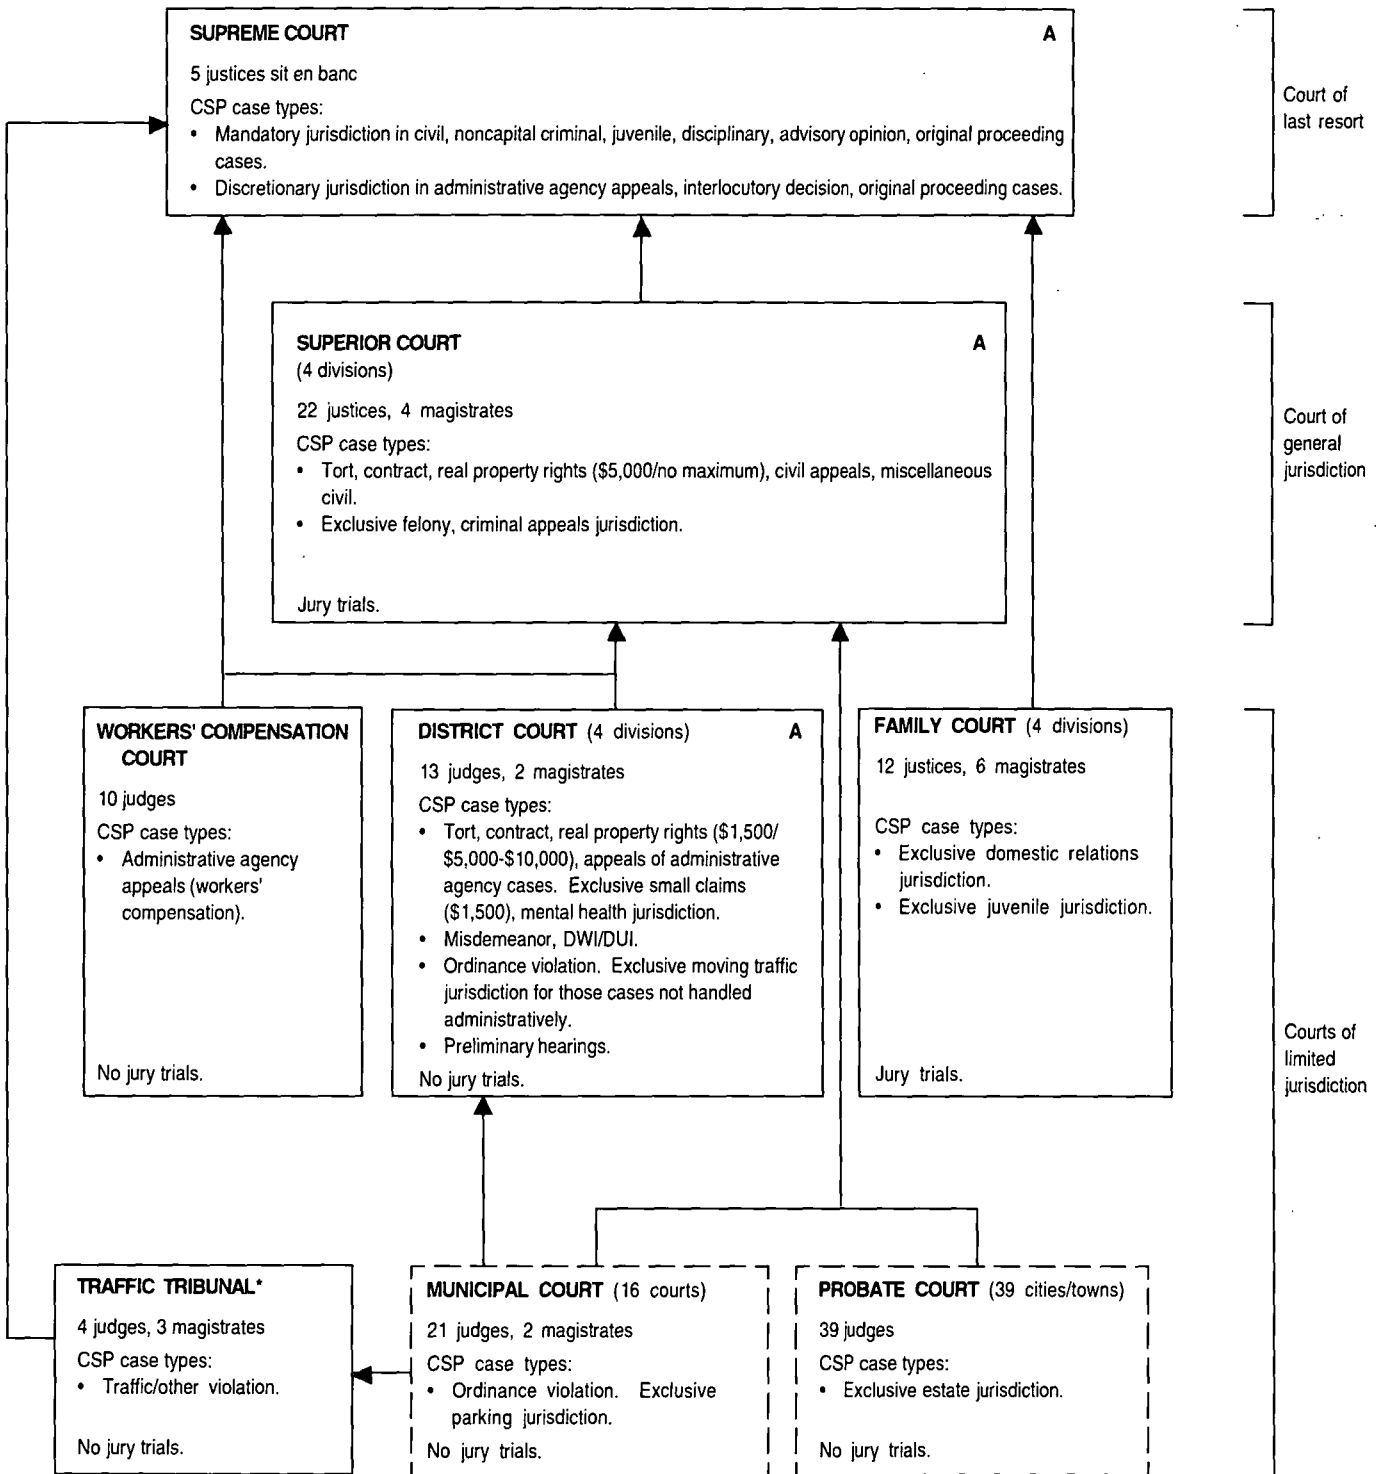 SUPREME COURT A
5 justices sit en banc
CSP case types:
• Mandatory jurisdiction in civil, noncapital criminal, juvenile, disciplinary, advisory opinion, original proceeding
cases.
• Discretionary jurisdiction in administrative agency appeals, interlocutory decision, original proceeding cases.
Court of
last resort
SUPERIOR COURT A
(4 divisions)
22 justices, 4 magistrates
CSP case types:
• Tort, contract, real property rights ($5,000/no maximum), civil appeals, miscellaneous
civil.
• Exclusive felony, criminal appeals jurisdiction.
Jury trials.
Court of
general
jurisdiction
WORKERS' COMPENSATION
COURT
10 judges
CSP case types:
• Administrative agency
appeals (workers'
compensation).
No jury trials.
DISTRICT COURT (4 divisions) A
13 judges, 2 magistrates
CSP case types:
• Tort, contract, real property rights ($1,500/
$5,000-$10,000), appeals of administrative
agency cases. Exclusive small claims
($1,500), mental health jurisdiction.
• Misdemeanor, DWI/DUI.
• Ordinance violation. Exclusive moving traffic
jurisdiction for those cases not handled
administratively.
• Preliminary hearings.
No jury trials.
FAMILY COURT (4 divisions)
12 justices, 6 magistrates
CSP case types:
• Exclusive domestic relations
jurisdiction.
• Exclusive juvenile jurisdiction.
Jury trials.
Courts of
limited
jurisdiction
TRAFFIC TRIBUNAL*
4 judges, 3 magistrates
CSP case types:
• Traffic/other violation.
No jury trials.
MUNICIPAL COURT (16 courts)
21 judges, 2 magistrates
CSP case types:
• Ordinance violation. Exclusive
parking jurisdiction.
No jury trials.
PROBATE COURT (39 cities/towns)
39 judges
CSP case types:
• Exclusive estate jurisdiction.
No jury trials.